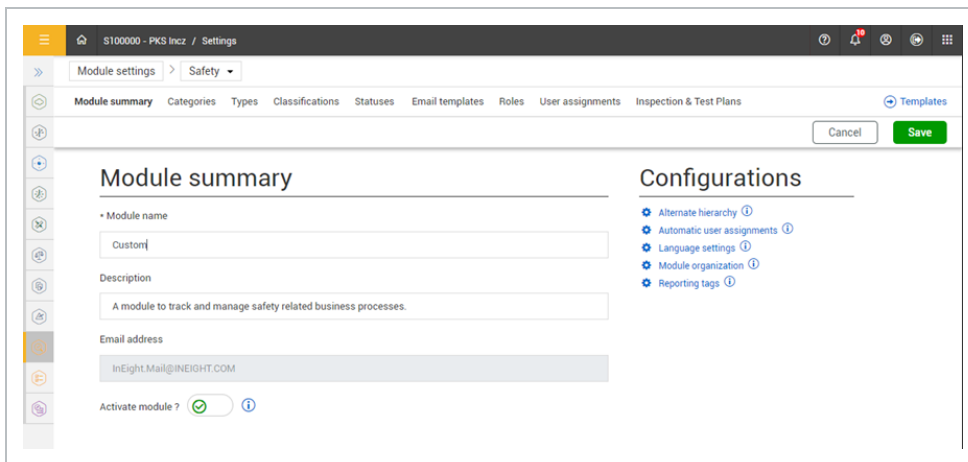 S100000 - PKS Incz / Settings
10
Module settings > Safety
Module summary Categories Types Classifications Statuses Email templates Roles User assignments Inspection & Test Plans Templates
Cancel Save
Module summary
Configurations
* Module name
Custom
Description
A module to track and manage safety related business processes.
Email address
InEight.Mail@INEIGHT.COM
Activate module ?
Alternate hierarchy
Automatic user assignments
Language settings
Module organization
Reporting tags